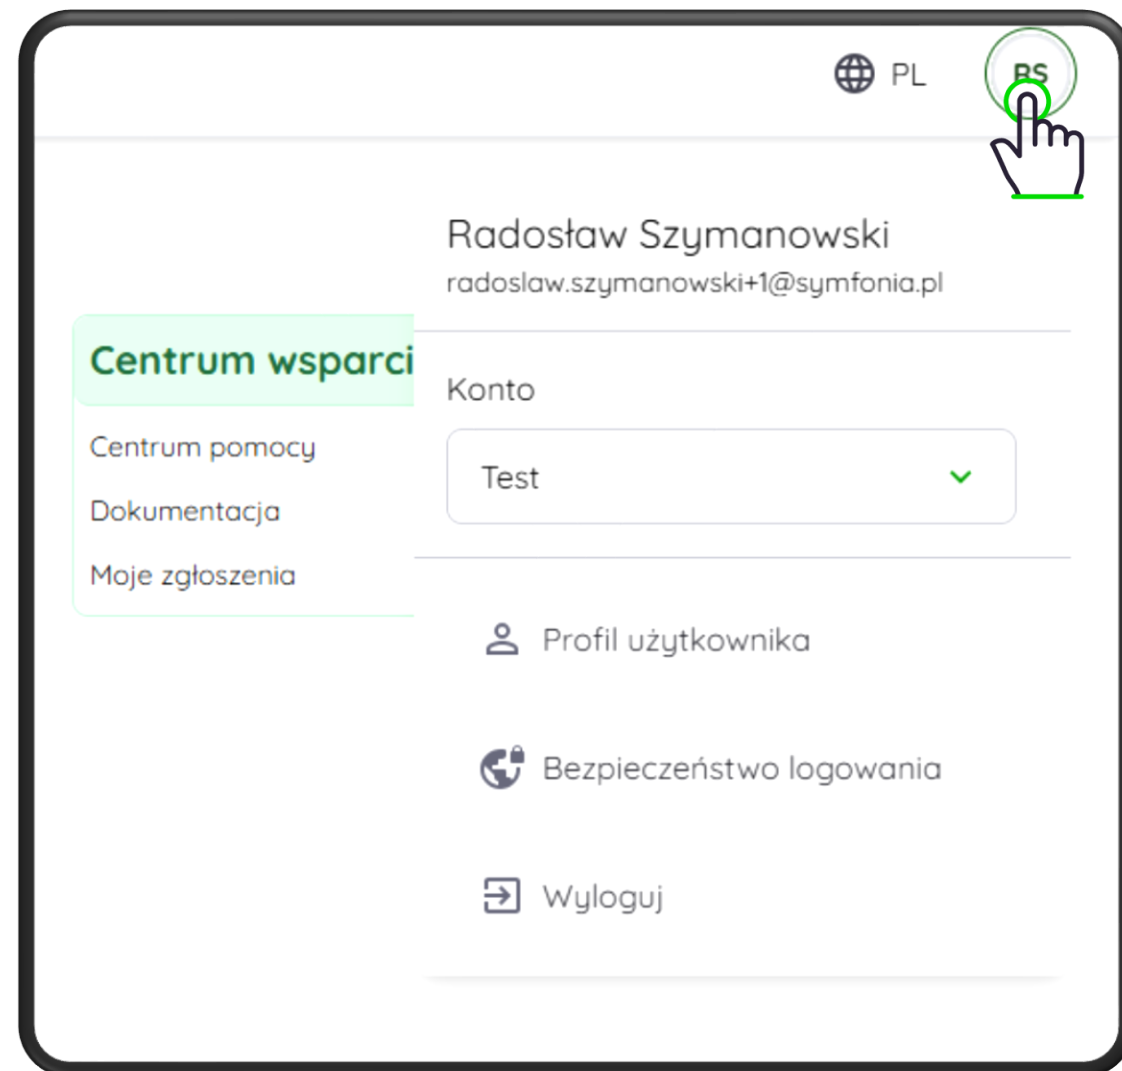 PL
RS
Radosław Szymanowski
radoslaw.szymanowski+1@symfonia.pl
Centrum wsparci
Konto
Centrum pomocy
Test
Dokumentacja
Moje zgłoszenia
Profil użytkownika
Bezpieczeństwo logowania
Wyloguj